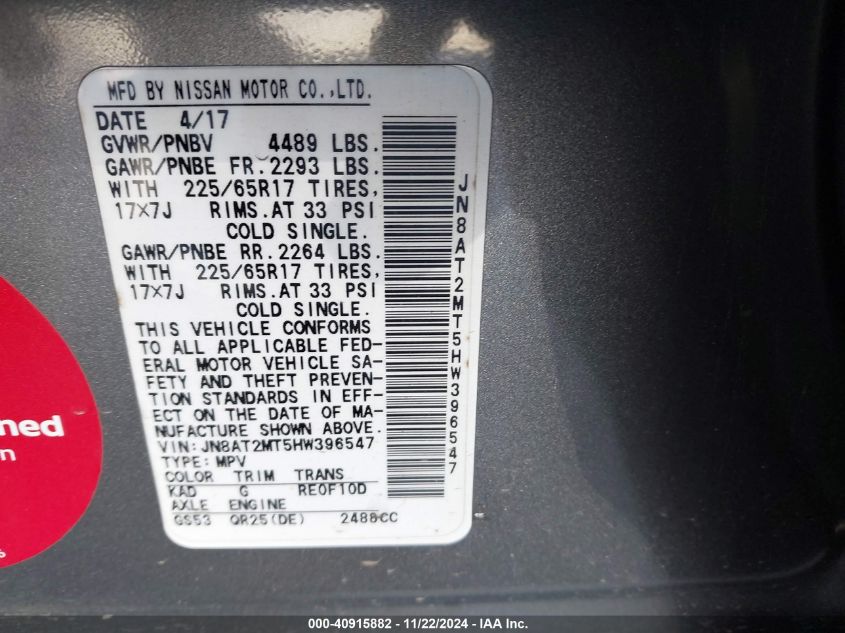 MFD BY NISSAN MOTOR CO.,LTD.
DATE 4/17
GVWR/PNBV 4489 LBS.
GAWR/PNBE FR. 2293 LBS.
WITH 225/65R17 TIRES,
17×7J RIMS.AT 33 PSI
COLD SINGLE.
GAWR/PNBE RR. 2264 LBS.
WITH 225/65R17 TIRES,
17×7J RIMS.AT 33 PSI
COLD SINGLE.
THIS VEHICLE CONFORMS
TO ALL APPLICABLE FED-
ERAL MOTOR VEHICLE SA-
FETY AND THEFT PREVEN-
TION STANDARDS IN EFF-
ECT ON THE DATE OF MA-
NUFACTURE SHOWN ABOVE.
VIN: JN8AT2MT5HW396547
TYPE: MPV
COLOR TRIM TRANS
KAD G RE0F10D
AXLE ENGINE
GS53 QR25(DE) 2488CC
JN8AT2MT5HW396547
ned
n
s
000-40915882 - 11/22/2024 - IAA Inc.